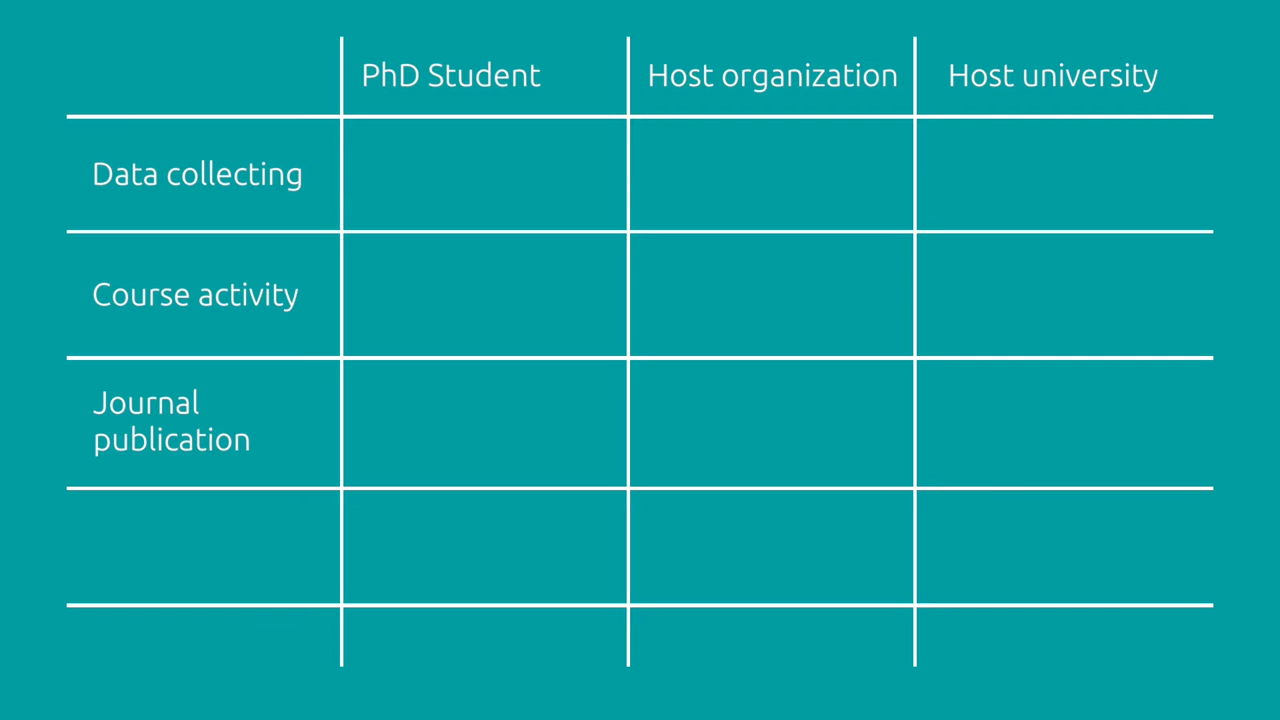 PhD Student Host organization Host university
Data collecting
Course activity
Journal
publication